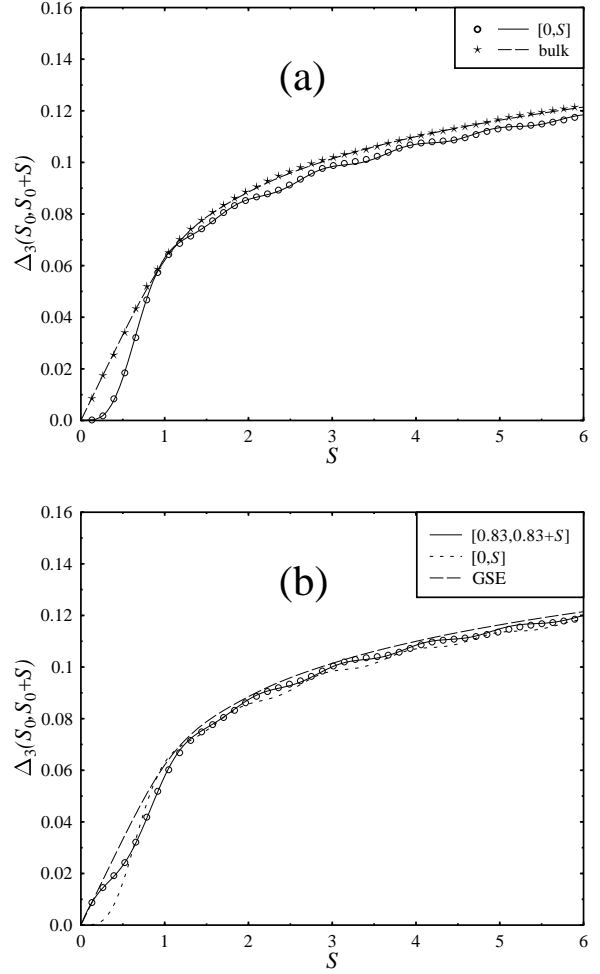 0.16
0.14
0.12
0.1
0.08
0.06
0.04
0.02
0.0
Δ₃(S₀,S₀+S)
(a)
[0,S]
bulk
0 1 2 3 4 5 6
S
0.16
0.14
0.12
0.1
0.08
0.06
0.04
0.02
0.0
Δ₃(S₀,S₀+S)
(b)
[0.83,0.83+S]
[0,S]
GSE
0 1 2 3 4 5 6
S